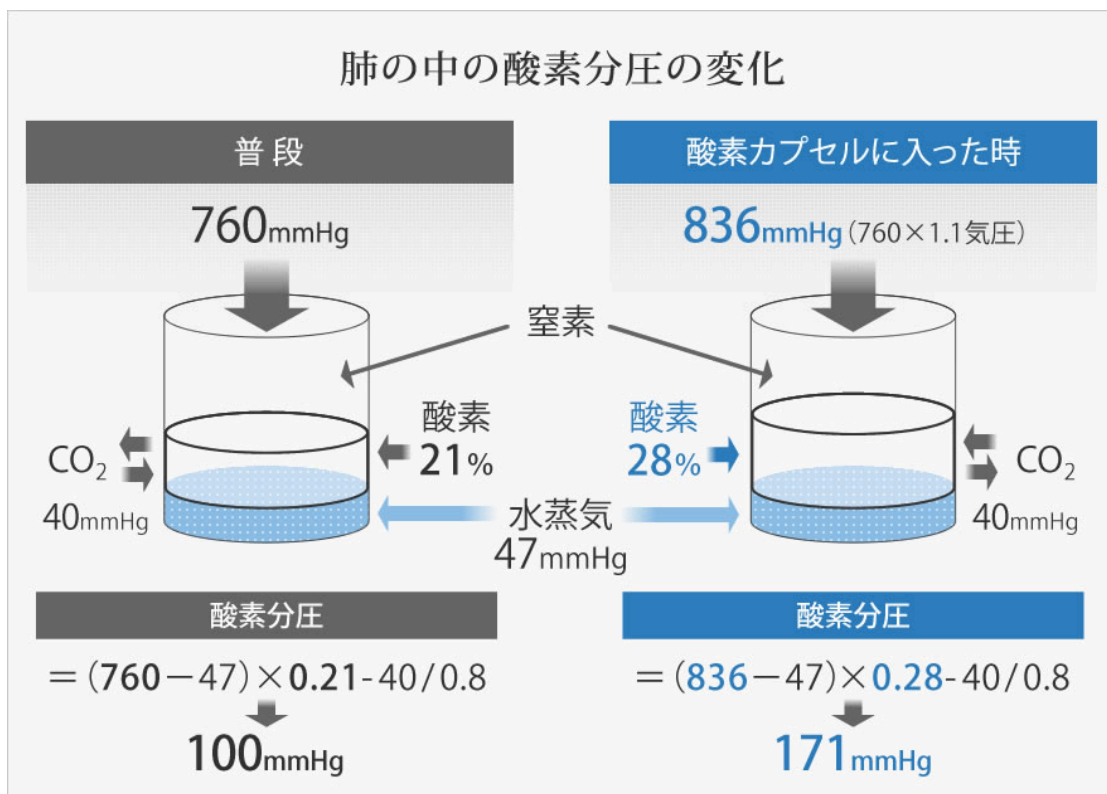 肺の中の酸素分圧の変化
普段
760mmHg
酸素カプセルに入った時
836mmHg (760×1.1気圧)
窒素
酸素
21%
酸素
28%
CO₂
40mmHg
水蒸気
47mmHg
CO₂
40mmHg
酸素分圧
=(760−47)×0.21-40/0.8
100mmHg
酸素分圧
=(836−47)×0.28-40/0.8
171mmHg